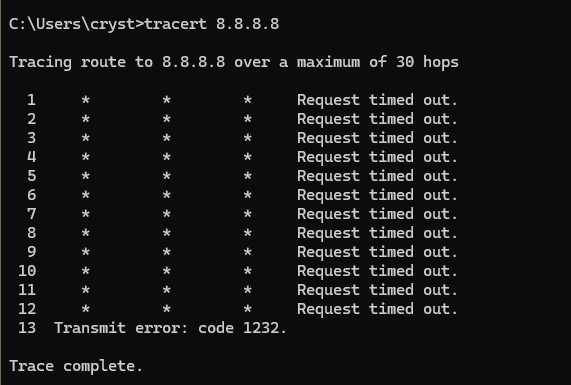 C:\Users\cryst>tracert 8.8.8.8
Tracing route to 8.8.8.8 over a maximum of 30 hops
1 * * * Request timed out.
2 * * * Request timed out.
3 * * * Request timed out.
4 * * * Request timed out.
5 * * * Request timed out.
6 * * * Request timed out.
7 * * * Request timed out.
8 * * * Request timed out.
9 * * * Request timed out.
10 * * * Request timed out.
11 * * * Request timed out.
12 * * * Request timed out.
13 Transmit error: code 1232.
Trace complete.